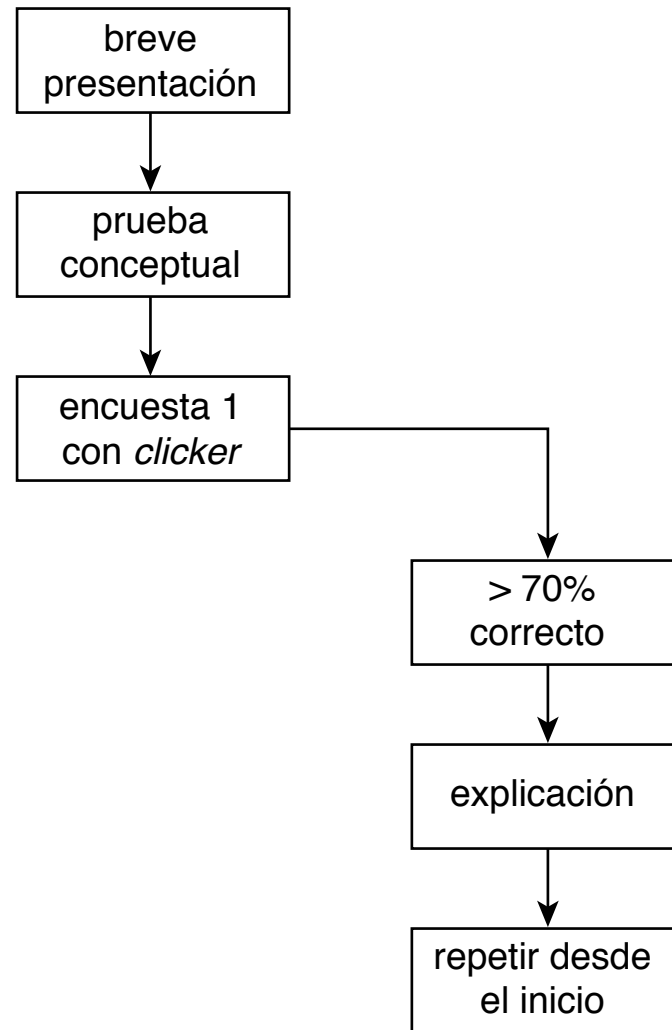 breve
presentación
prueba
conceptual
encuesta 1
con clicker
> 70%
correcto
explicación
repetir desde
el inicio